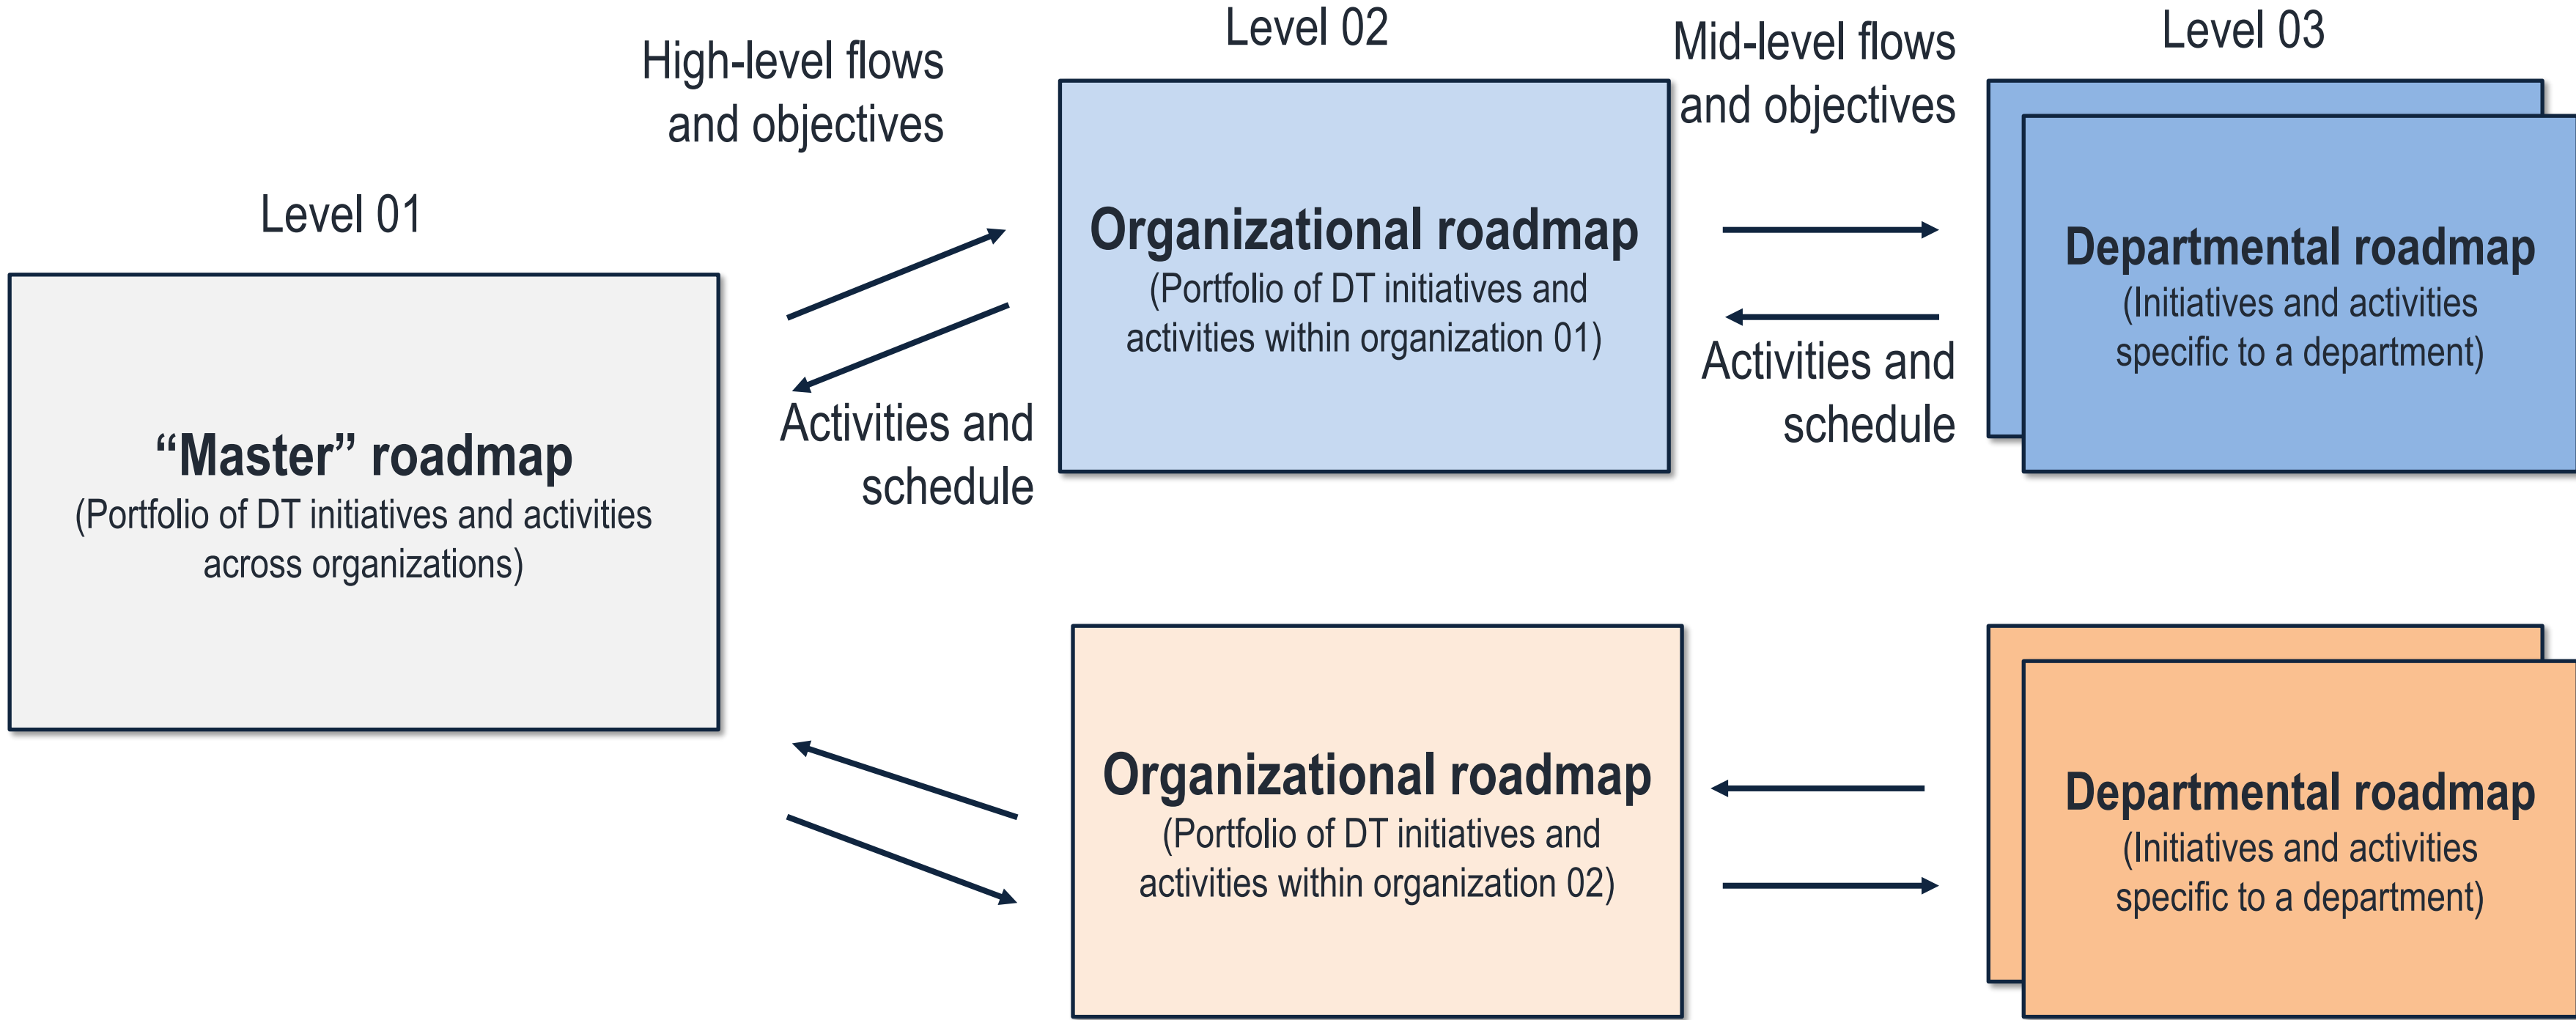 Level 01
“Master” roadmap
(Portfolio of DT initiatives and activities
across organizations)
High-level flows
and objectives
Activities and
schedule
Level 02
Organizational roadmap
(Portfolio of DT initiatives and
activities within organization 01)
Mid-level flows
and objectives
Activities and
schedule
Level 03
Departmental roadmap
(Initiatives and activities
specific to a department)
Organizational roadmap
(Portfolio of DT initiatives and
activities within organization 02)
Departmental roadmap
(Initiatives and activities
specific to a department)